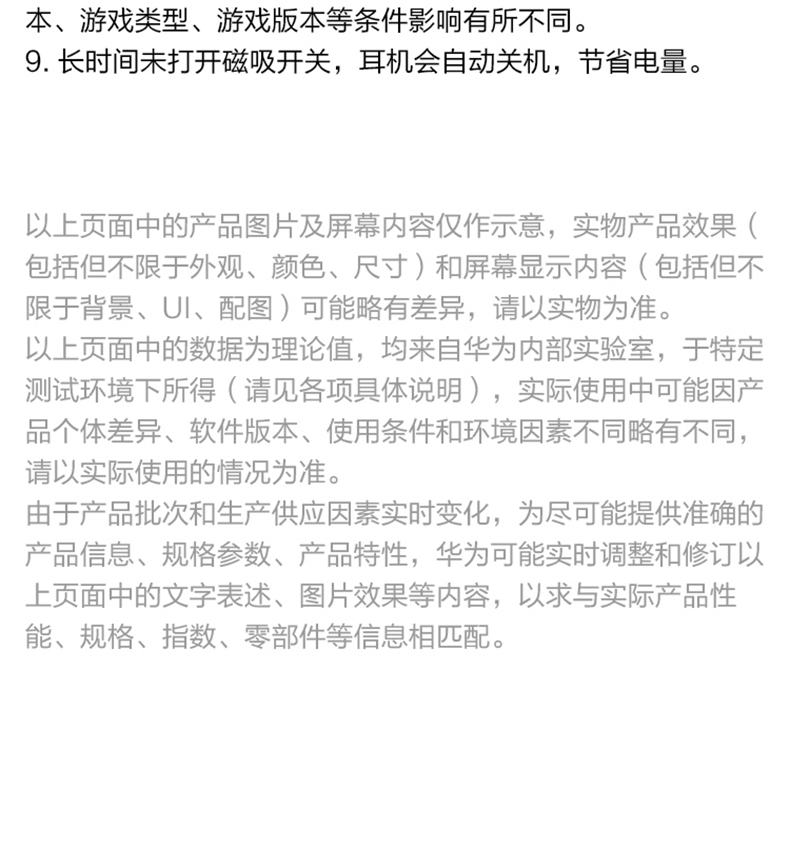 本、游戏类型、游戏版本等条件影响有所不同。
9. 长时间未打开磁吸开关，耳机会自动关机，节省电量。
以上页面中的产品图片及屏幕内容仅作示意，实物产品效果（
包括但不限于外观、颜色、尺寸）和屏幕显示内容（包括但不
限于背景、UI、配图）可能略有差异，请以实物为准。
以上页面中的数据为理论值，均来自华为内部实验室，于特定
测试环境下所得（请见各项具体说明），实际使用中可能因产
品个体差异、软件版本、使用条件和环境因素不同略有不同，
请以实际使用的情况为准。
由于产品批次和生产供应因素实时变化，为尽可能提供准确的
产品信息、规格参数、产品特性，华为可能实时调整和修订以
上页面中的文字表述、图片效果等内容，以求与实际产品性
能、规格、指数、零部件等信息相匹配。